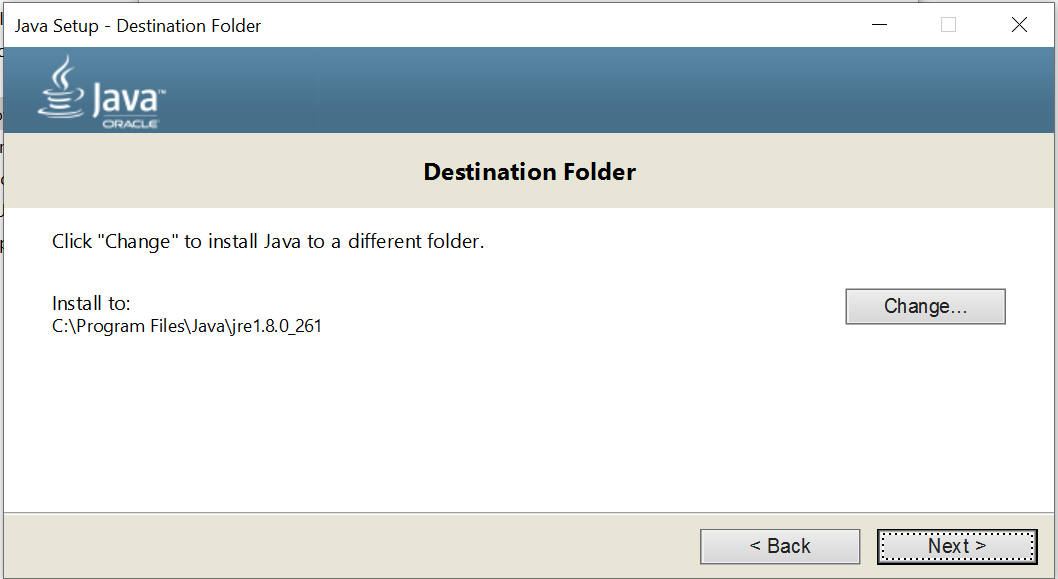 Java Setup - Destination Folder
Java™
ORACLE
Destination Folder
Click "Change" to install Java to a different folder.
Install to:
Change...
C:\Program Files\Java\jre1.8.0_261
< Back
Next >